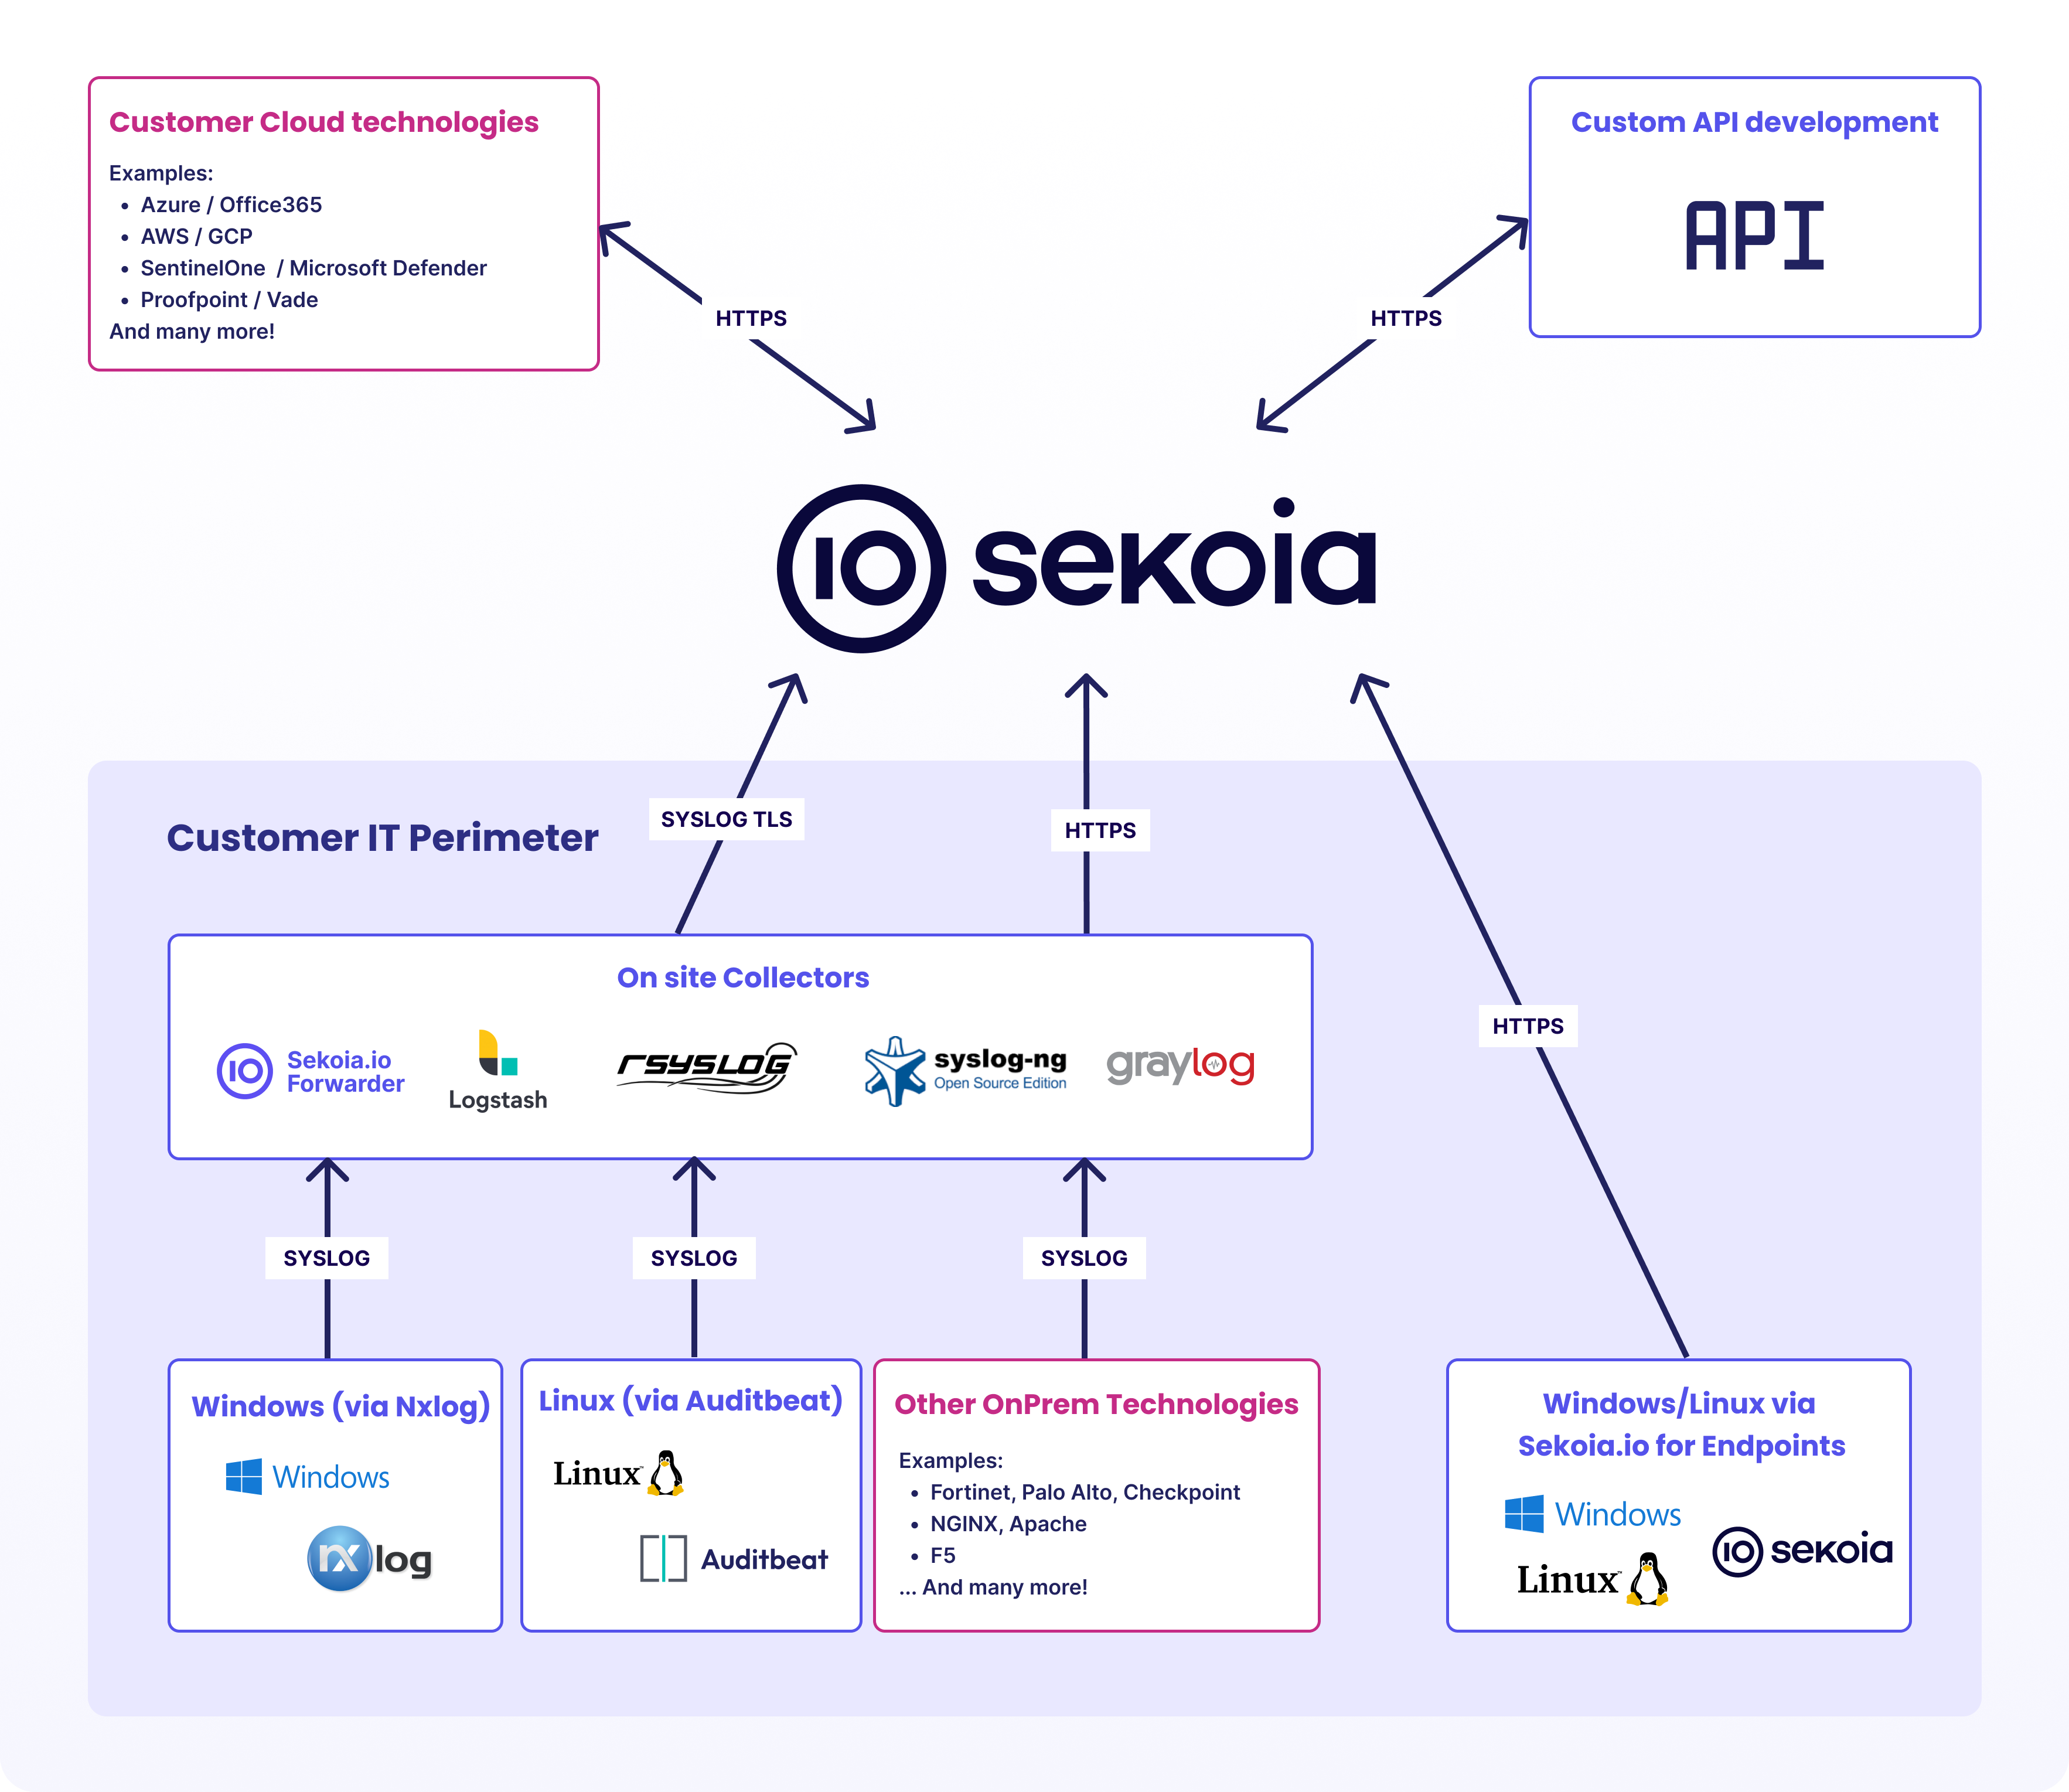 Customer Cloud technologies
Examples:
• Azure / Office365
• AWS / GCP
• SentinelOne / Microsoft Defender
• Proofpoint / Vade
And many more!
Custom API development
API
HTTPS
HTTPS
IO sekoia
Customer IT Perimeter
SYSLOG TLS
HTTPS
HTTPS
On site Collectors
IO Sekoia.io
Forwarder
Logstash
rsyslog
syslog-ng
Open Source Edition
graylog
SYSLOG
SYSLOG
SYSLOG
Windows (via Nxlog)
Windows
nxlog
Linux (via Auditbeat)
Linux™
Auditbeat
Other OnPrem Technologies
Examples:
• Fortinet, Palo Alto, Checkpoint
• NGINX, Apache
• F5
... And many more!
Windows/Linux via
Sekoia.io for Endpoints
Windows
Linux™
IO sekoia